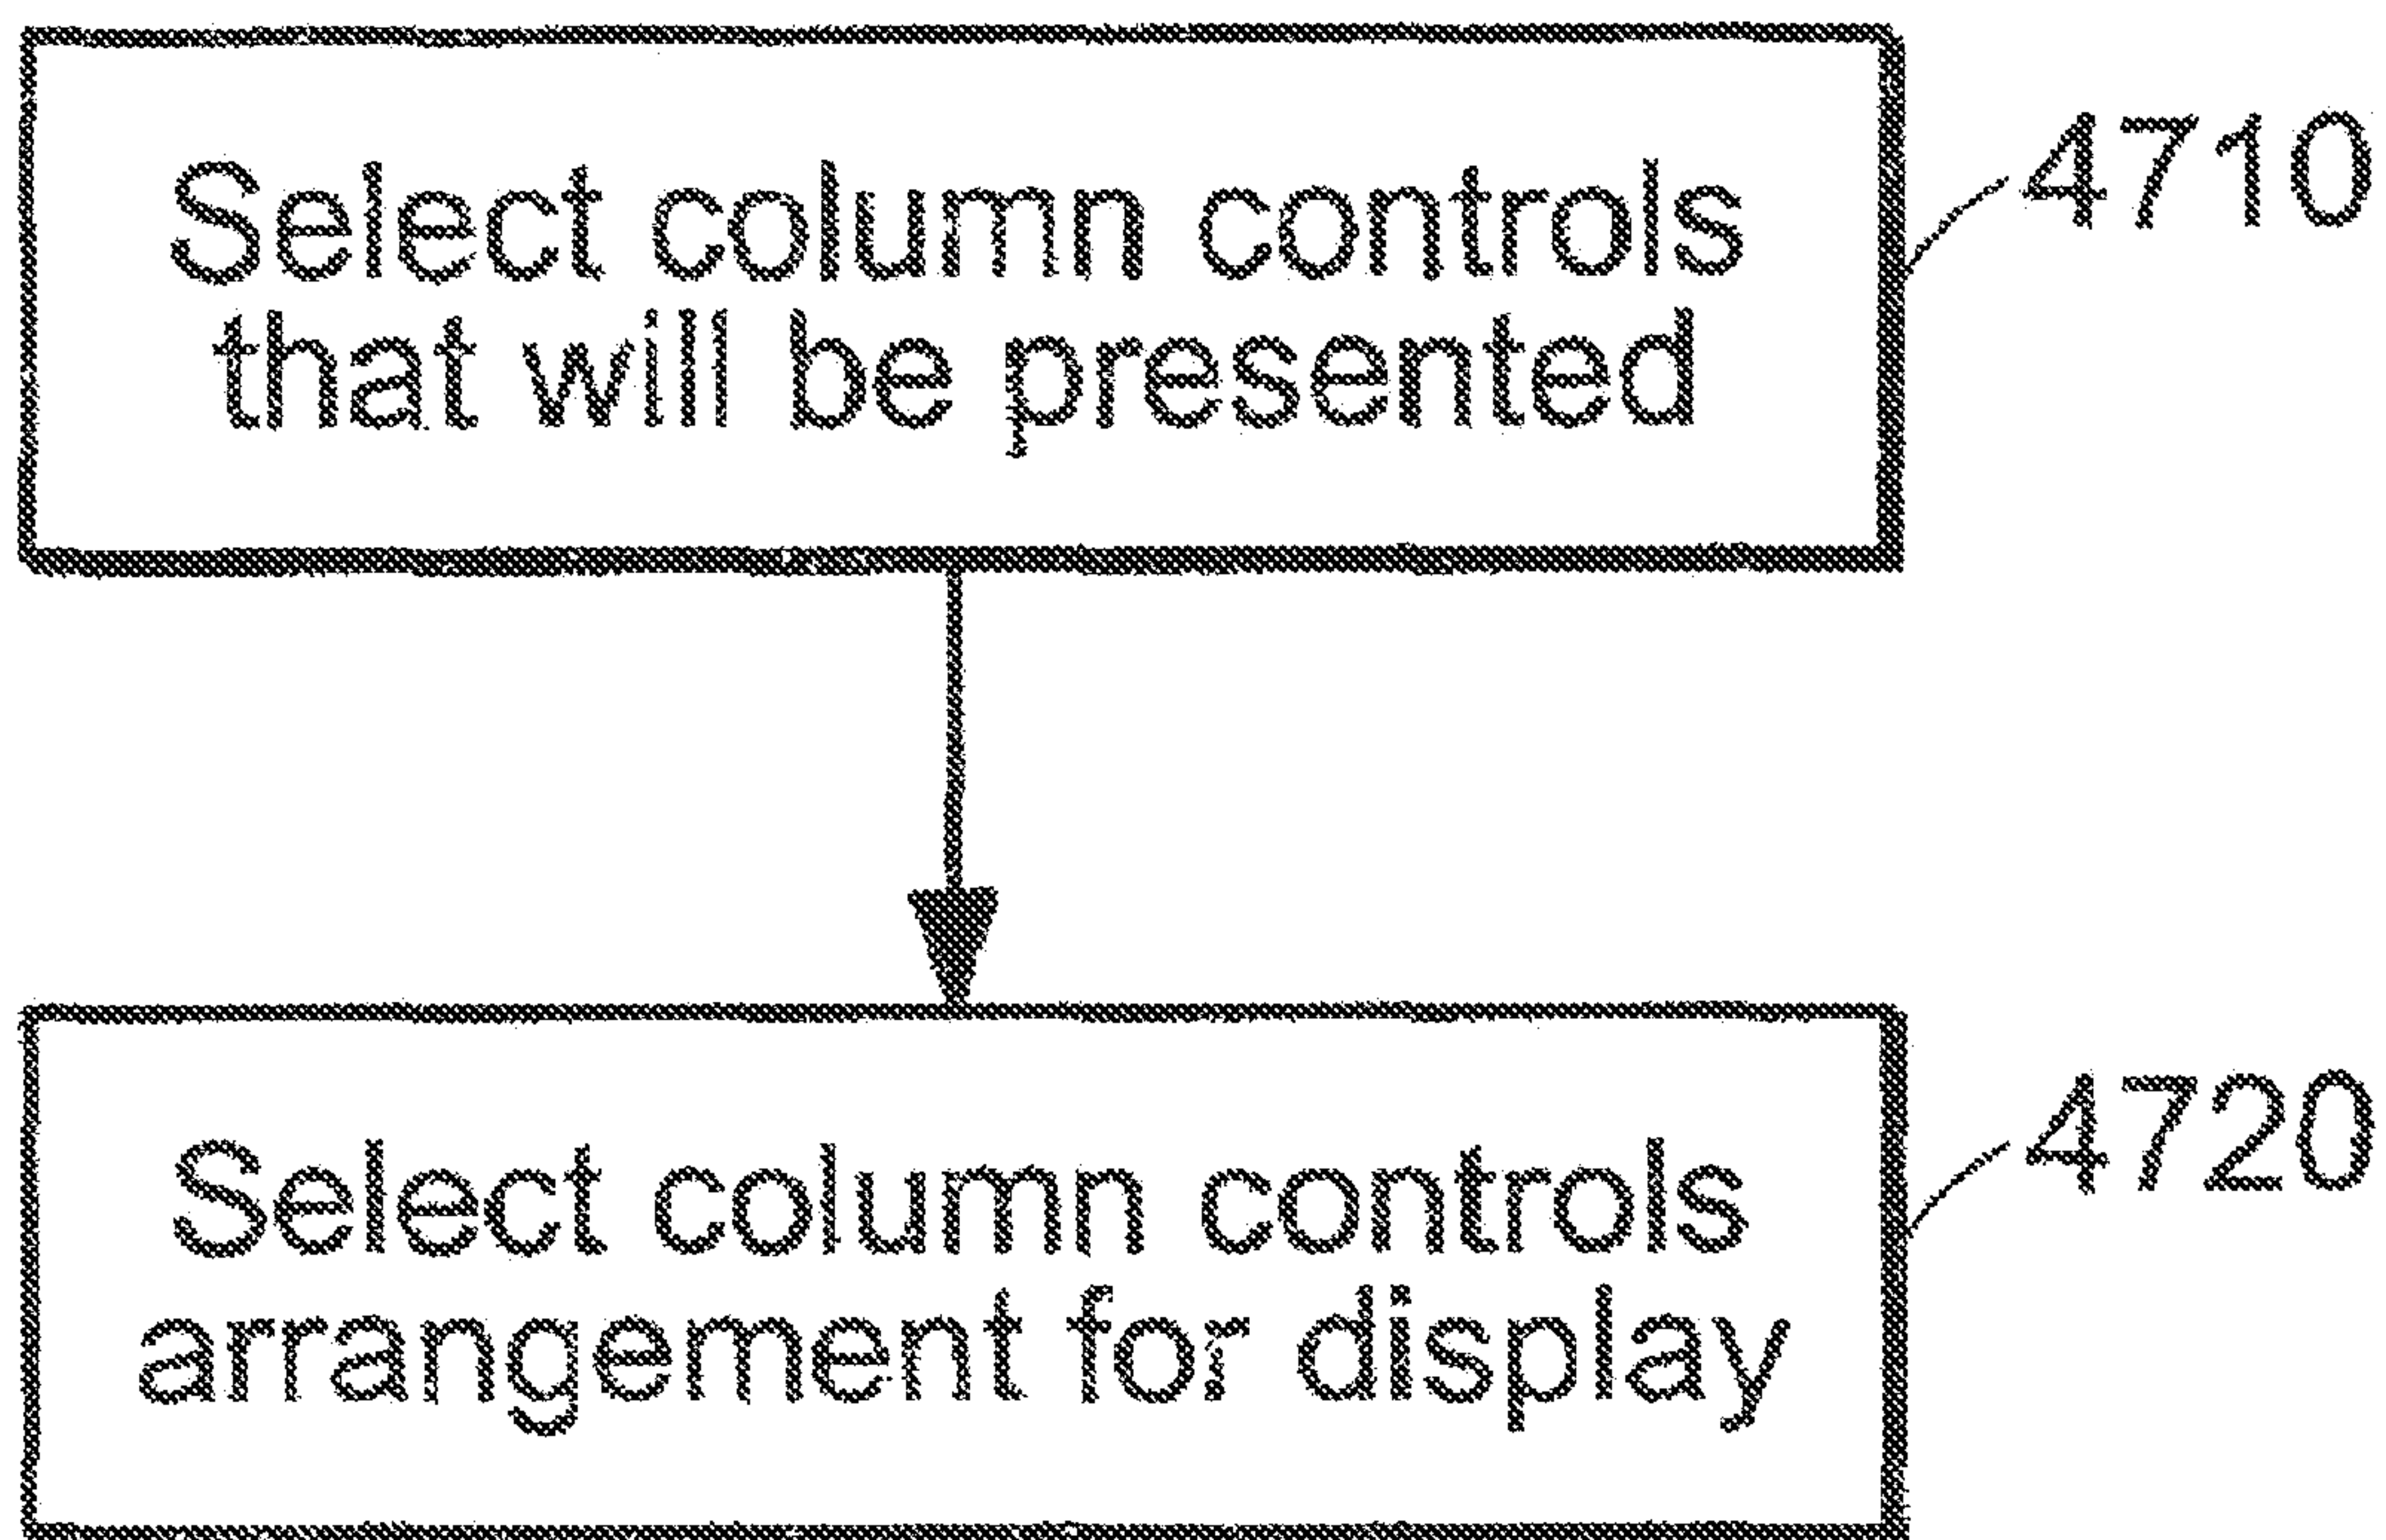 Select column controls
that will be presented
4710
Select column controls
arrangement for display
4720